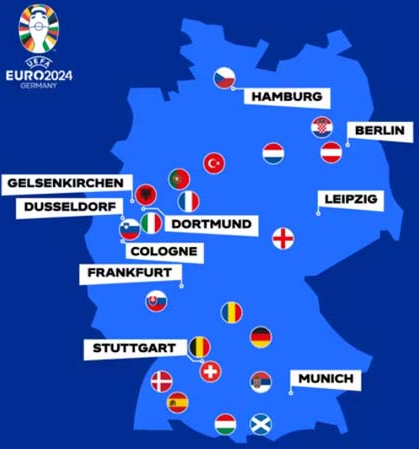 UEFA
EURO2024
GERMANY
HAMBURG
BERLIN
GELSENKIRCHEN
DUSSELDORF
LEIPZIG
DORTMUND
COLOGNE
FRANKFURT
STUTTGART
MUNICH